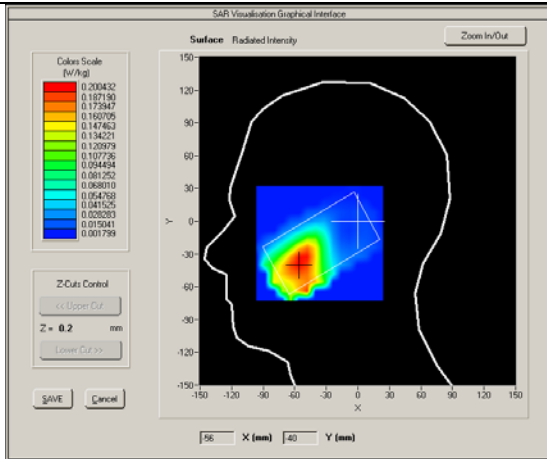 SAR Visualisation Graphical Interface
Surface Radiated Intensity
Zoom In/Out
Colors Scale
(W/kg)
0.200432
0.187190
0.173947
0.160705
0.147463
0.134221
0.120979
0.107736
0.094494
0.081252
0.068010
0.054768
0.041525
0.028283
0.015041
0.001799
Z-Cuts Control
<< Upper Cut
Z = 0.2 mm
Lower Cut >>
SAVE
Cancel
150
120
90
60
30
0
-30
-60
-90
-120
-150
Y
-150 -120 -90 -60 -30 0 30 60 90 120 150
X
-56 X (mm) -40 Y (mm)